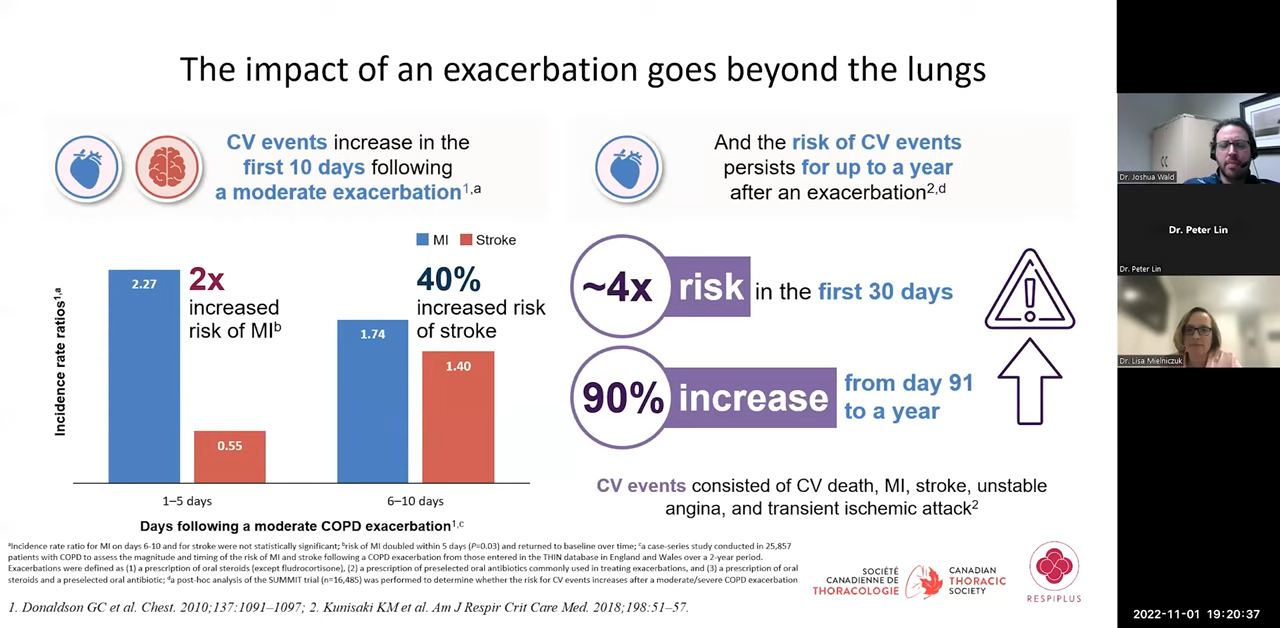 The impact of an exacerbation goes beyond the lungs
CV events increase in the
first 10 days following
a moderate exacerbation1,a
And the risk of CV events
persists for up to a year
after an exacerbation2,d
MI
Stroke
Incidence rate ratios1,a
2.27
2x
increased
risk of MIb
0.55
40%
increased risk
of stroke
1.74
1.40
1–5 days
6–10 days
Days following a moderate COPD exacerbation1,c
~4x risk in the first 30 days
90% increase from day 91
to a year
CV events consisted of CV death, MI, stroke, unstable
angina, and transient ischemic attack2
aIncidence rate ratio for MI on days 6-10 and for stroke were not statistically significant; brisk of MI doubled within 5 days (P=0.03) and returned to baseline over time; ca case-series study conducted in 25,857
patients with COPD to assess the magnitude and timing of the risk of MI and stroke following a COPD exacerbation from those entered in the THIN database in England and Wales over a 2-year period.
Exacerbations were defined as (1) a prescription of oral steroids (except fludrocortisone), (2) a prescription of preselected oral antibiotics commonly used in treating exacerbations, and (3) a prescription of oral
steroids and a preselected oral antibiotic; da post-hoc analysis of the SUMMIT trial (n=16,485) was performed to determine whether the risk for CV events increases after a moderate/severe COPD exacerbation
1. Donaldson GC et al. Chest. 2010;137:1091–1097; 2. Kunisaki KM et al. Am J Respir Crit Care Med. 2018;198:51–57.
SOCIÉTÉ
CANADIENNE DE
THORACOLOGIE
CANADIAN
THORACIC
SOCIETY
RESPIPLUS
Dr. Joshua Wald
Dr. Peter Lin
Dr. Peter Lin
Dr. Lisa Mielniczuk
2022-11-01 19:20:37